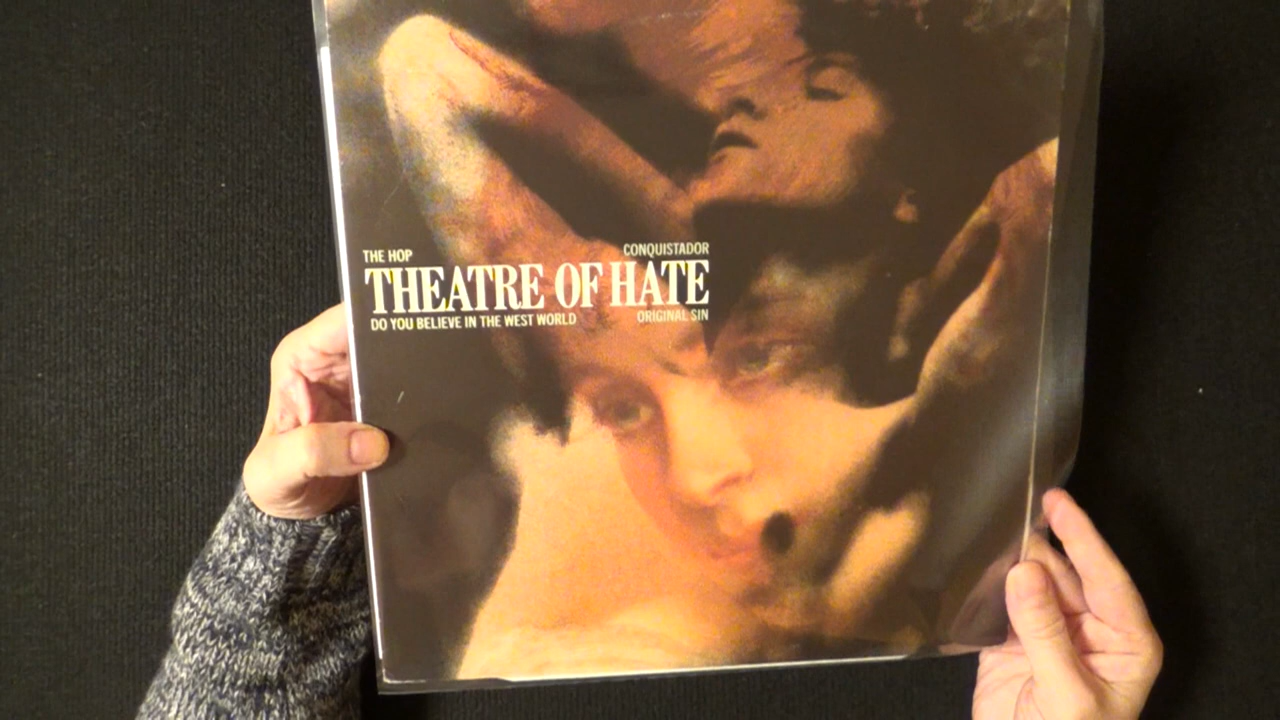 THE HOP CONQUISTADOR
THEATRE OF HATE
DO YOU BELIEVE IN THE WEST WORLD ORIGINAL SIN